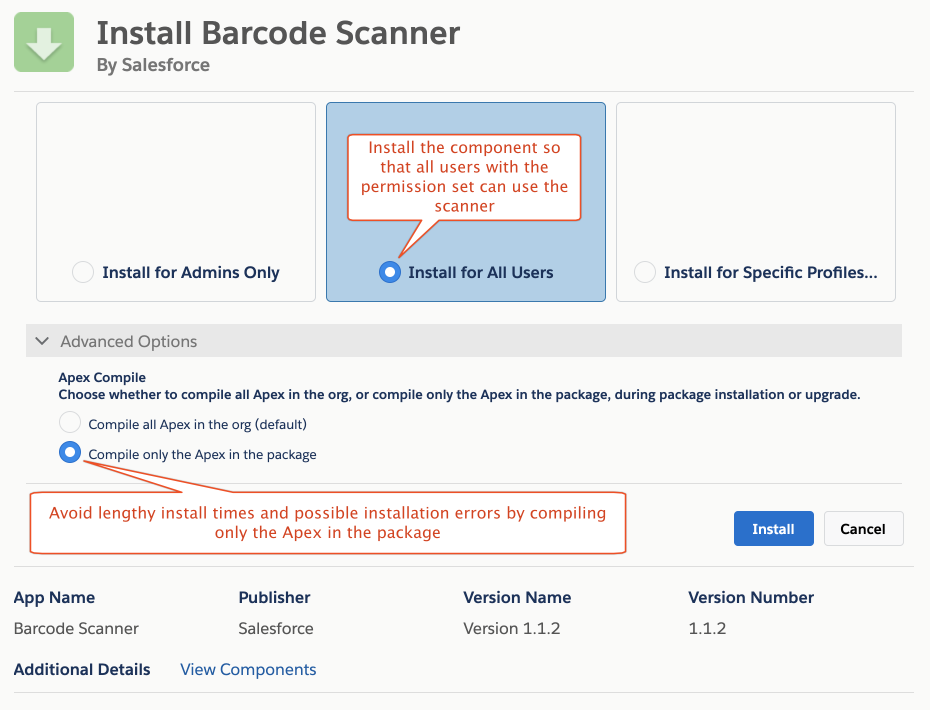 Install Barcode Scanner
By Salesforce
Install the component so
that all users with the
permission set can use the
scanner
Install for Admins Only
Install for All Users
Install for Specific Profiles...
Advanced Options
Apex Compile
Choose whether to compile all Apex in the org, or compile only the Apex in the package, during package installation or upgrade.
Compile all Apex in the org (default)
Compile only the Apex in the package
Avoid lengthy install times and possible installation errors by compiling
only the Apex in the package
Install
Cancel
App Name
Publisher
Version Name
Version Number
Barcode Scanner
Salesforce
Version 1.1.2
1.1.2
Additional Details
View Components